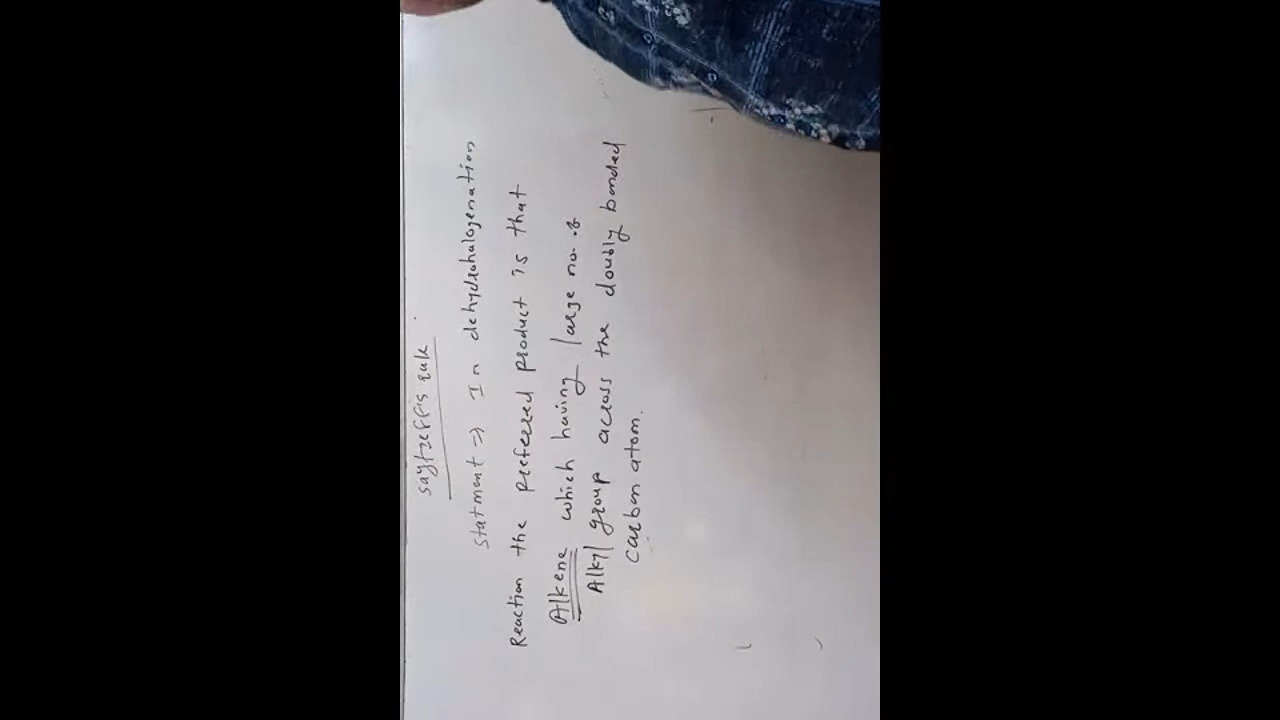 saytzeff's rule
statment => In dehydrohalogenation
Reaction the preferred product is that
Alkene which having large no. of
Alkyl group across the doubly bonded
carbon atom.